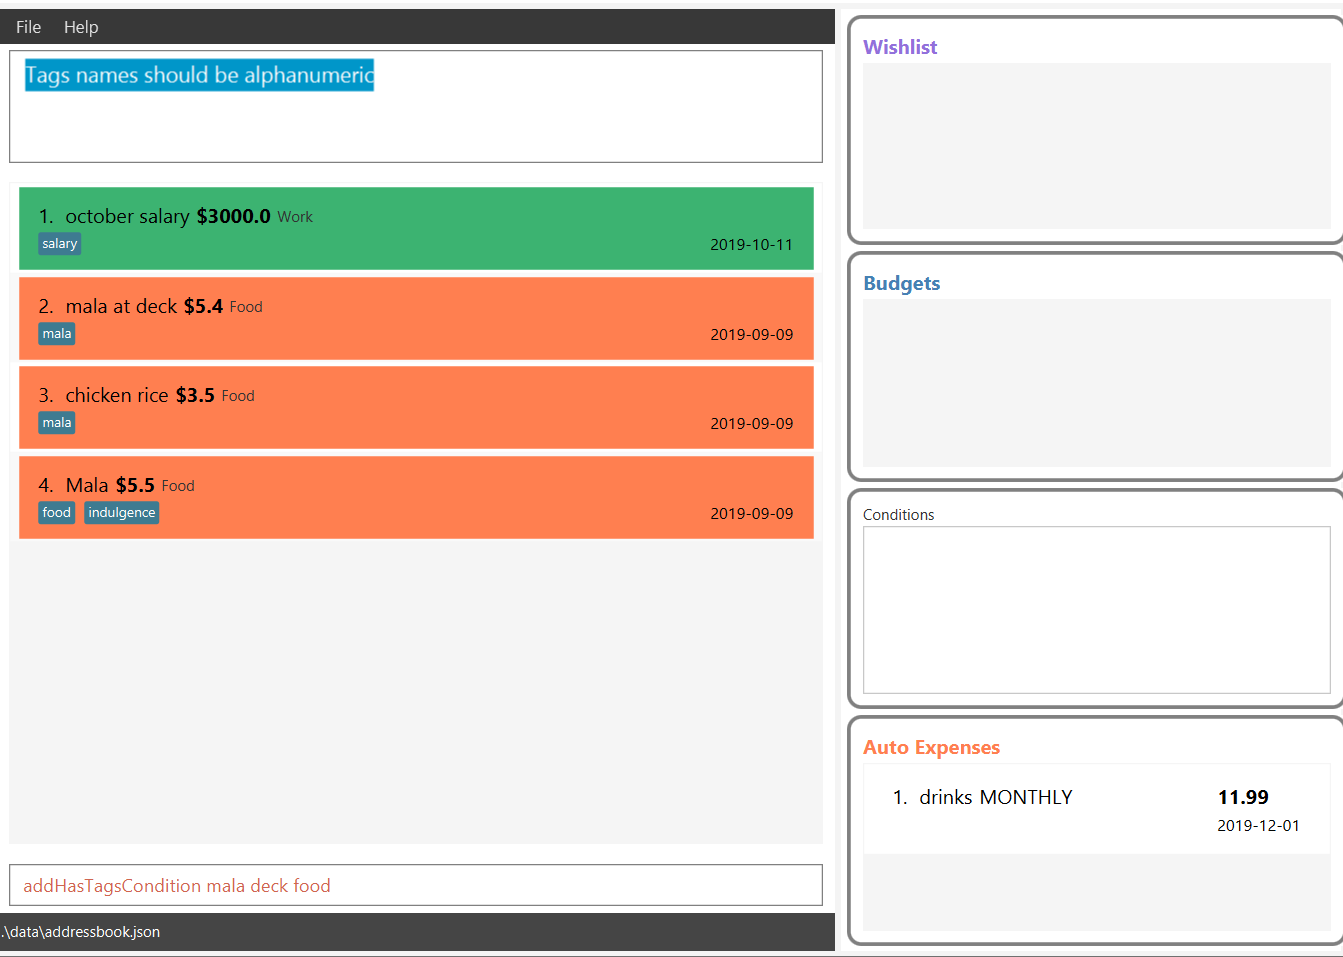 File Help
Tags names should be alphanumeric
1. october salary $3000.0 Work
salary 2019-10-11
2. mala at deck $5.4 Food
mala 2019-09-09
3. chicken rice $3.5 Food
mala 2019-09-09
4. Mala $5.5 Food
food indulgence 2019-09-09
addHasTagsCondition mala deck food
.\data\addressbook.json
Wishlist
Budgets
Conditions
Auto Expenses
1. drinks MONTHLY 11.99
2019-12-01